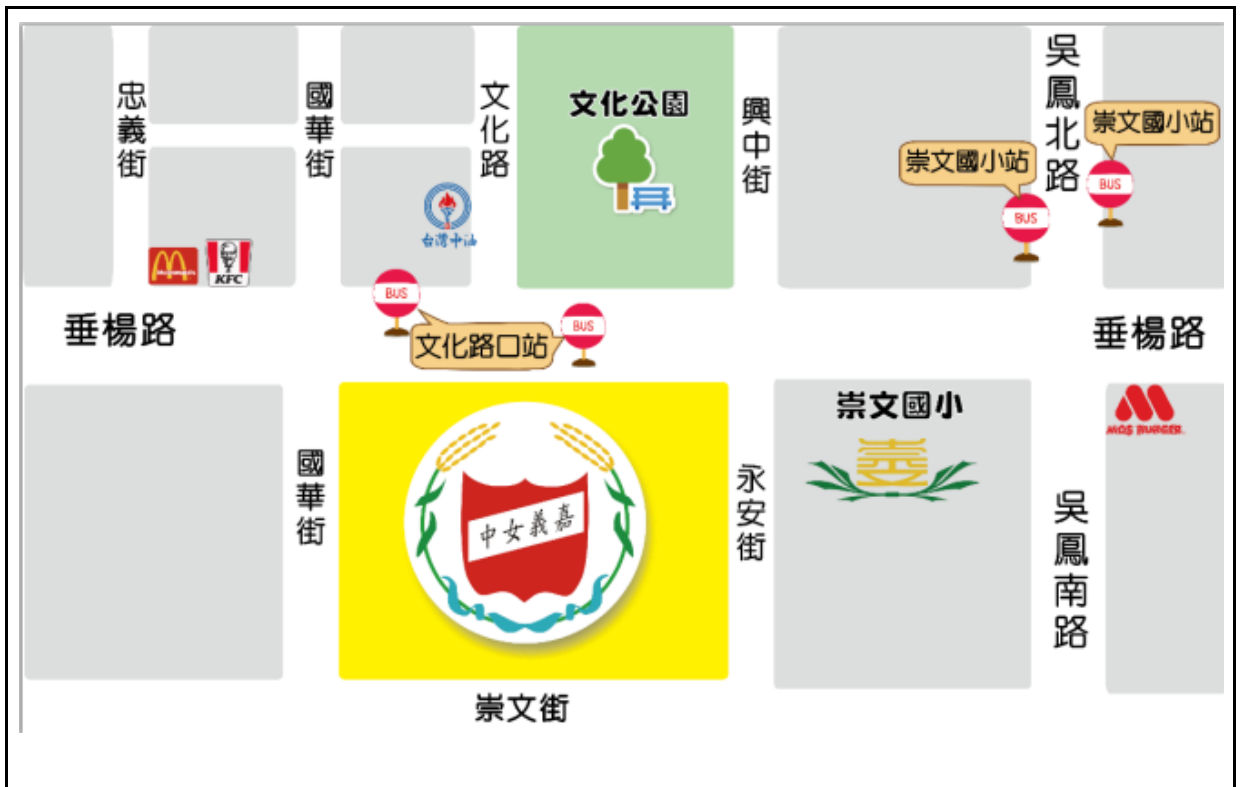 忠義街
國華街
文化路
文化公園
興中街
吳鳳北路
崇文國小站
崇文國小站
BUS
BUS
台灣中油
KFC
垂楊路
BUS
文化路口站
BUS
垂楊路
國華街
中女義嘉
永安街
崇文國小
MOS BURGER
吳鳳南路
崇文街